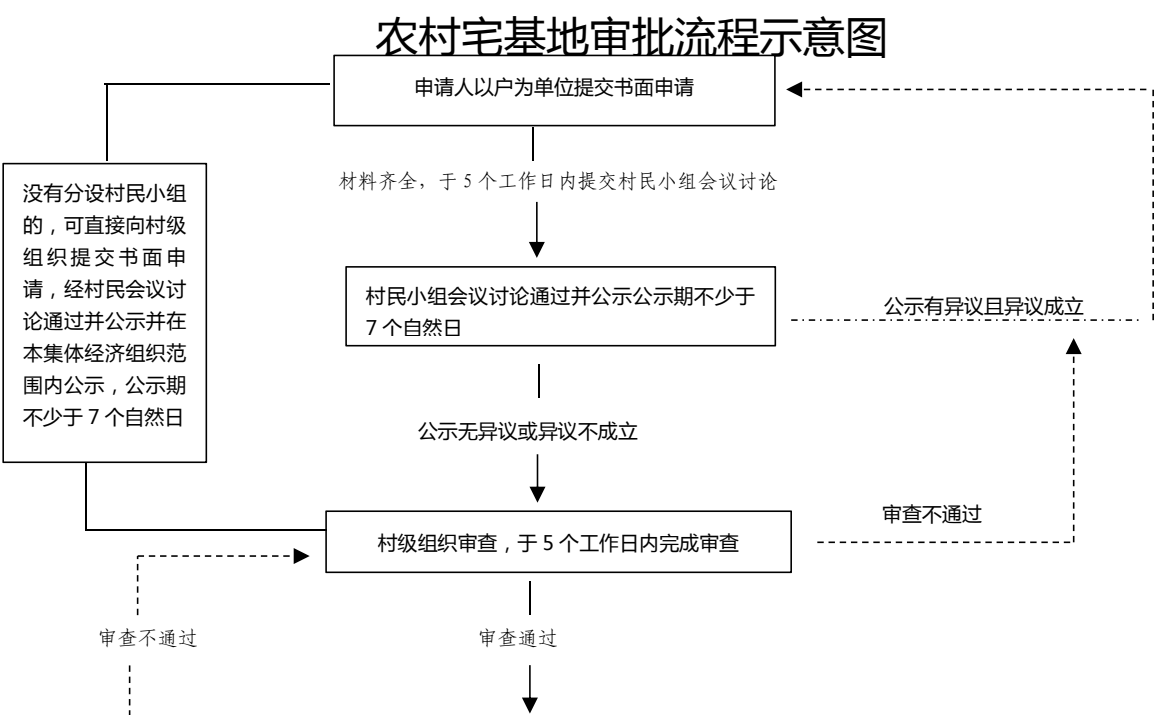 农村宅基地审批流程示意图
申请人以户为单位提交书面申请
材料齐全，于 5 个工作日内提交村民小组会议讨论
没有分设村民小组
的，可直接向村级
组织提交书面申
请，经村民会议讨
论通过并公示并在
本集体经济组织范
围内公示，公示期
不少于 7 个自然日
村民小组会议讨论通过并公示公示期不少于
7 个自然日
公示有异议且异议成立
公示无异议或异议不成立
审查不通过
村级组织审查，于 5 个工作日内完成审查
审查不通过
审查通过